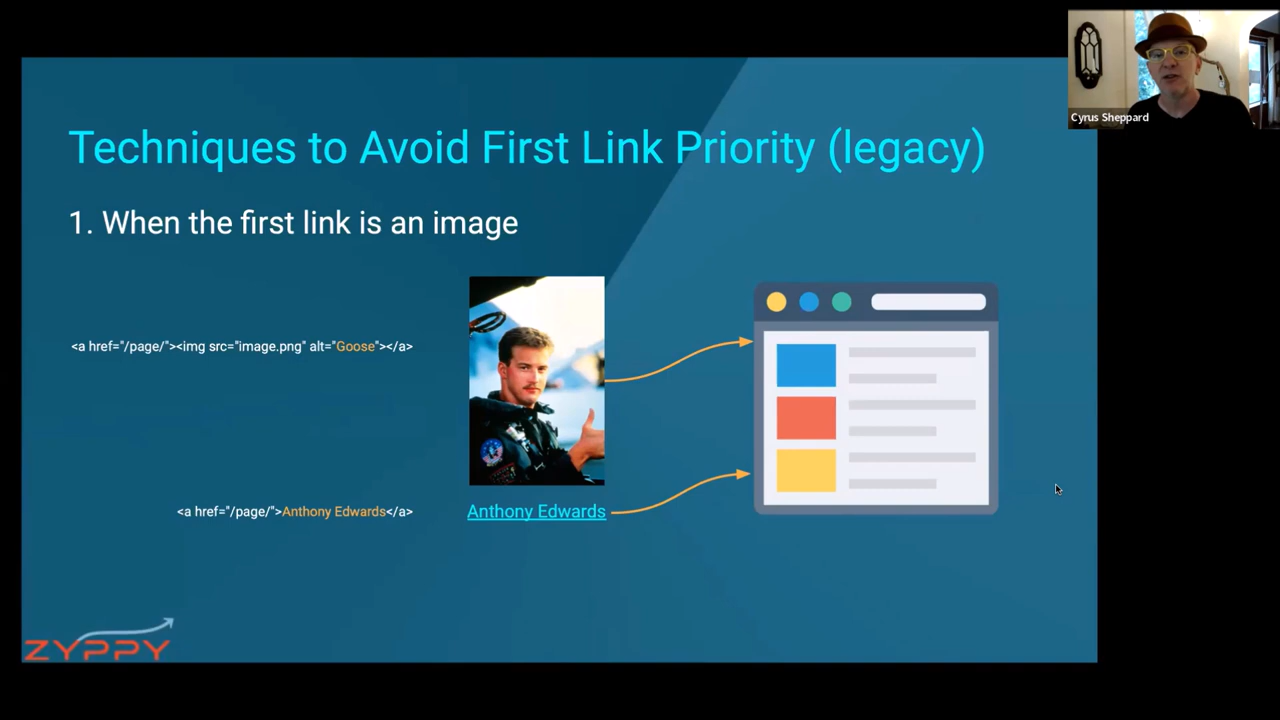 Cyrus Sheppard
Techniques to Avoid First Link Priority (legacy)
1. When the first link is an image
<a href="/page/"><img src="image.png" alt="Goose"></a>
<a href="/page/">Anthony Edwards</a>
Anthony Edwards
ZYPPY